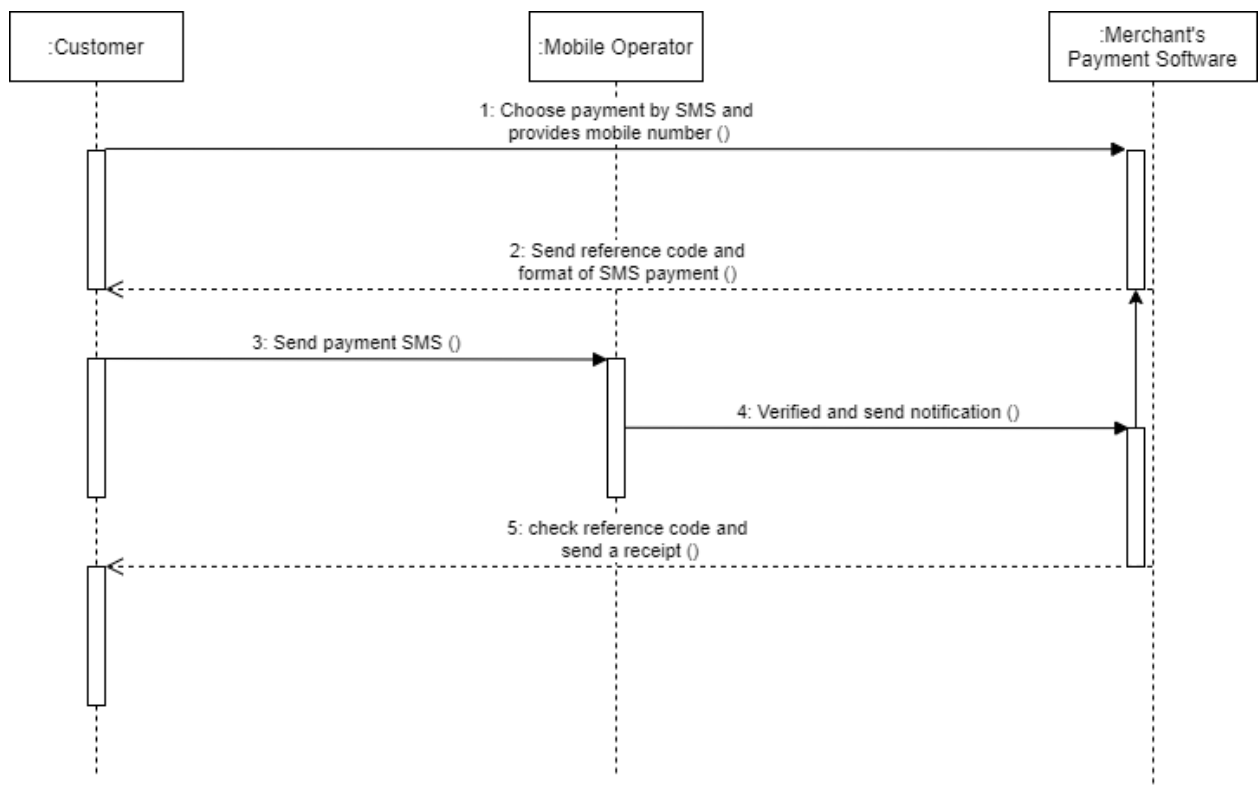 :Customer
:Mobile Operator
:Merchant's
Payment Software
1: Choose payment by SMS and
provides mobile number ()
2: Send reference code and
format of SMS payment ()
3: Send payment SMS ()
4: Verified and send notification ()
5: check reference code and
send a receipt ()